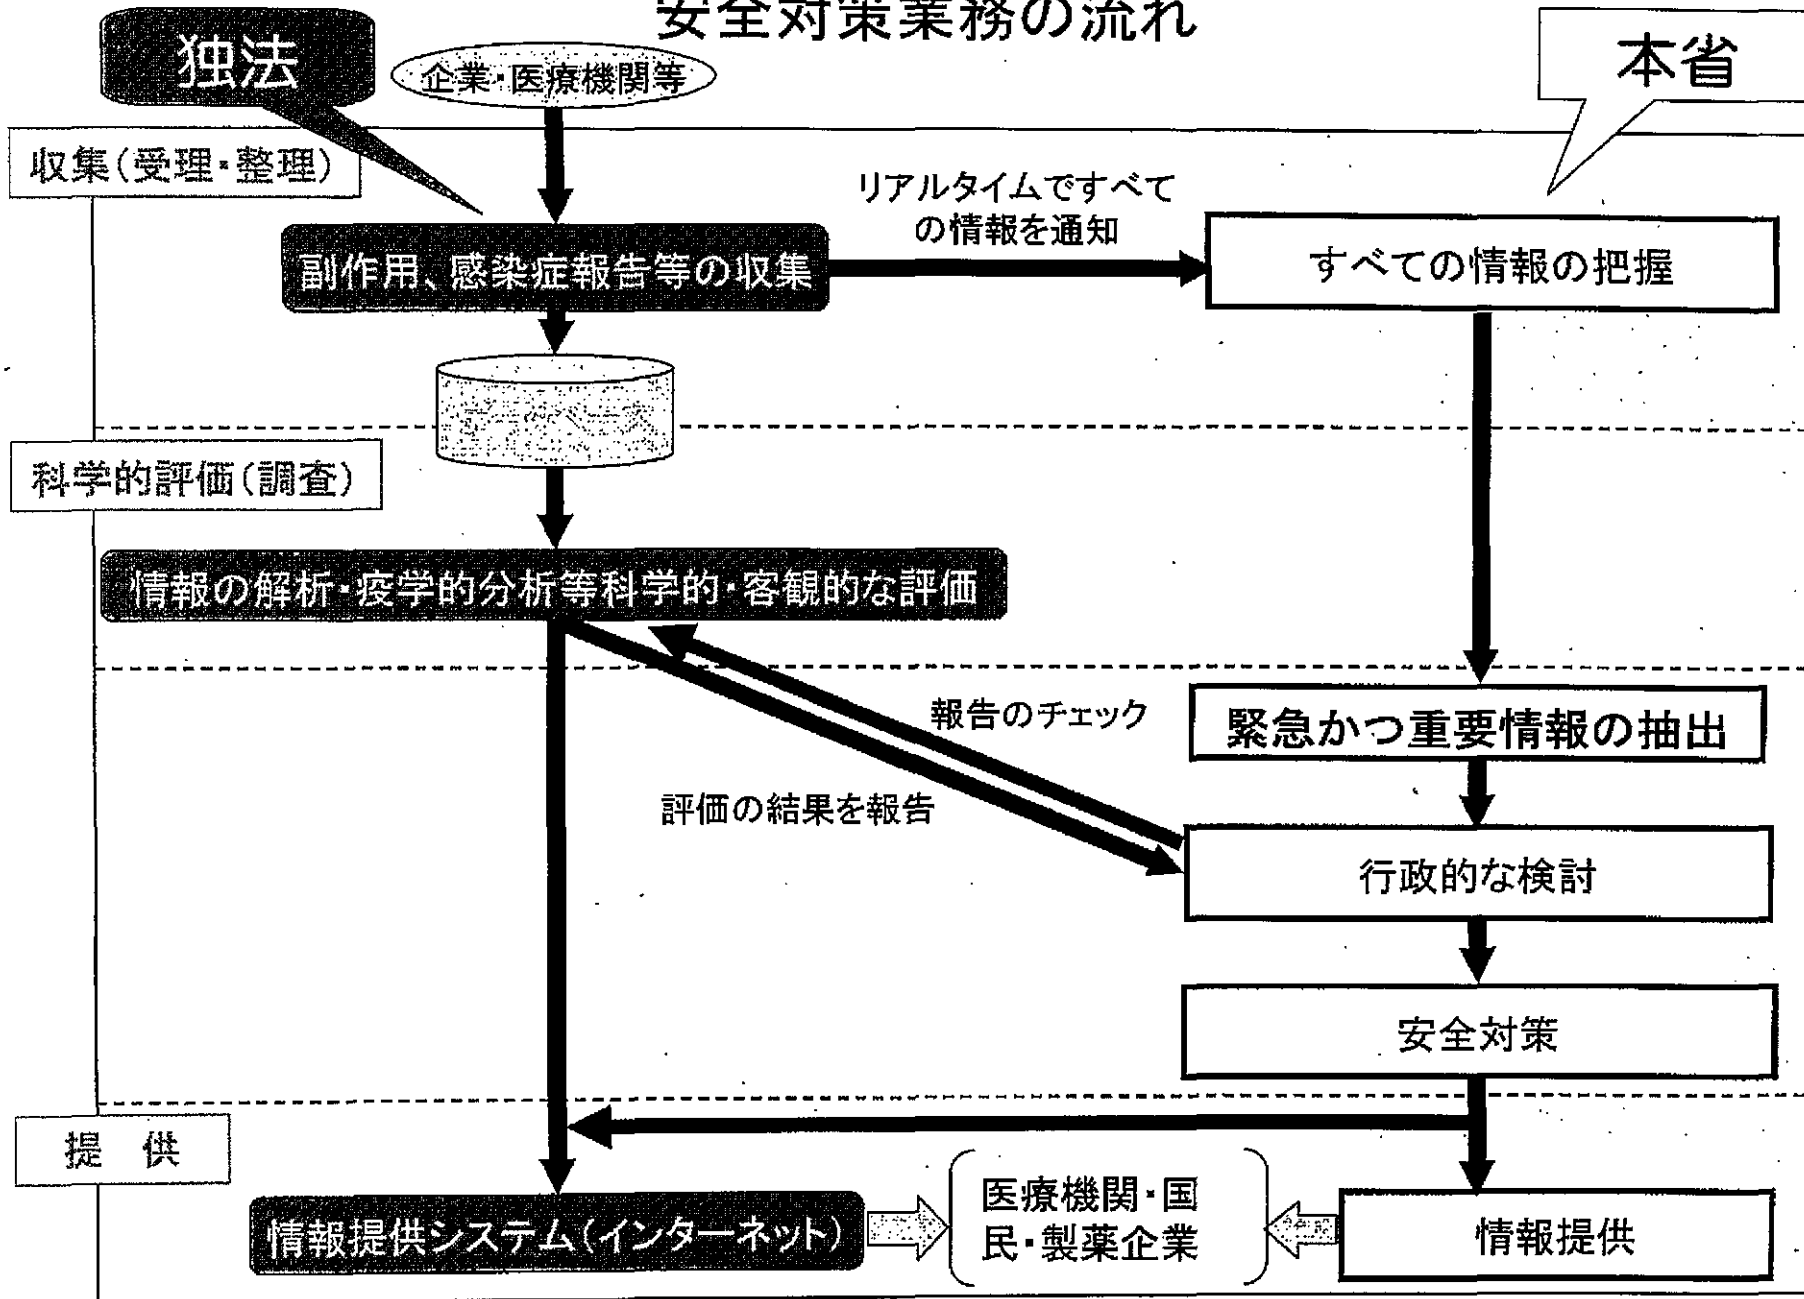 安全対策業務の流れ
独法
企業・医療機関等
本省
収集(受理・整理)
リアルタイムですべて
の情報を通知
副作用、感染症報告等の収集
すべての情報の把握
データベース
科学的評価(調査)
情報の解析・疫学的分析等科学的・客観的な評価
報告のチェック
緊急かつ重要情報の抽出
評価の結果を報告
行政的な検討
安全対策
提 供
情報提供システム(インターネット)
医療機関・国
民・製薬企業
情報提供